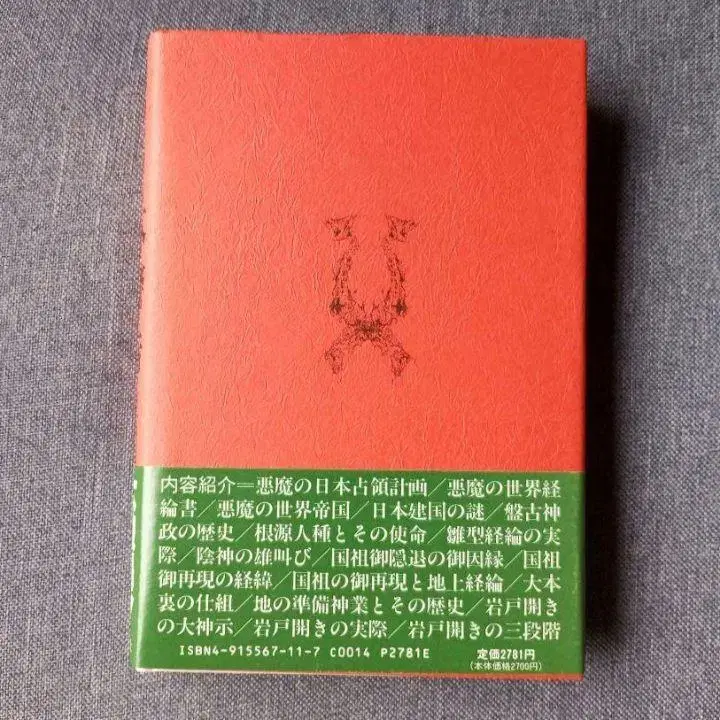 内容紹介＝悪魔の日本占領計画／悪魔の世界経
綸書／悪魔の世界帝国／日本建国の謎／盤古神
政の歴史／根源人種とその使命／雛型経綸の実
際／陰神の雄叫び／国祖御隠退の御因縁／国祖
御再現の経緯／国祖の御再現と地上経綸／大本
裏の仕組／地の準備神業とその歴史／岩戸開き
の大神示／岩戸開きの実際／岩戸開きの三段階
ISBN4-915567-11-7 C0014 P2781E
定価2781円
(本体価格2700円)